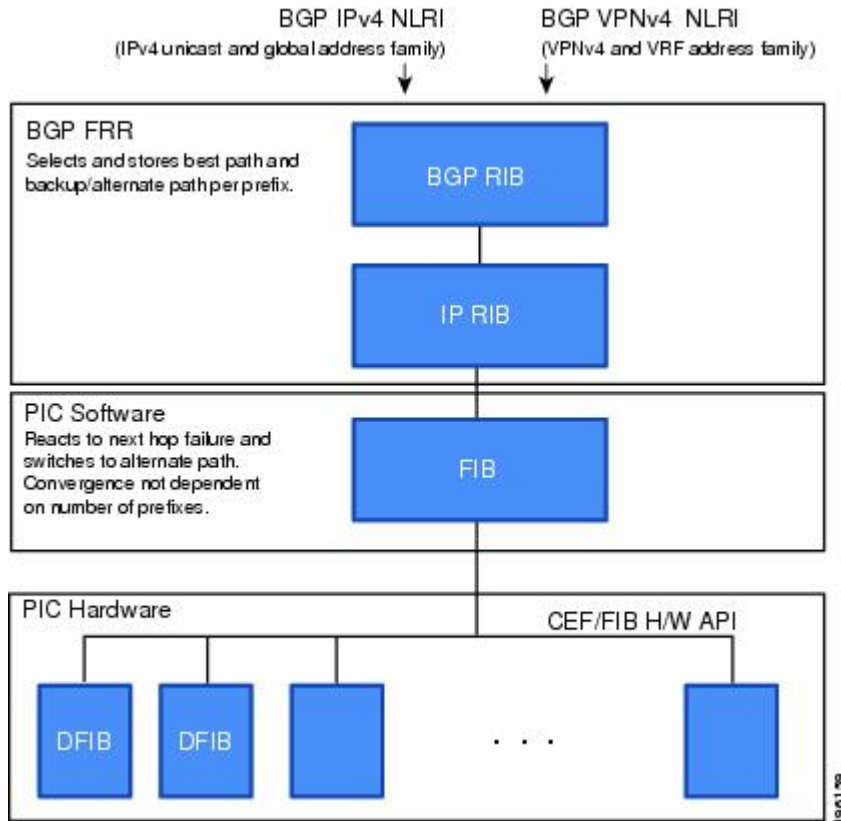 BGP IPv4 NLRI
(IPv4 unicast and global address family)
BGP VPNv4 NLRI
(VPNv4 and VRF address family)
BGP FRR
Selects and stores best path and
backup/alternate path per prefix.
BGP RIB
IP RIB
PIC Software
Reacts to next hop failure and
switches to alternate path.
Convergence not dependent
on number of prefixes.
FIB
PIC Hardware
CEF/FIB H/W API
DFIB
DFIB
. . .